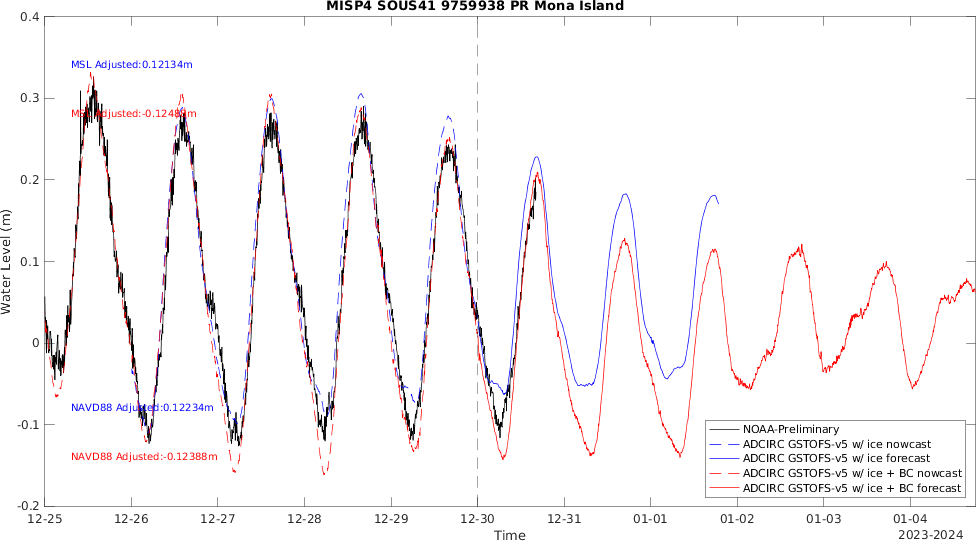 MISP4 SOUS41 9759938 PR Mona Island
Water Level (m)
0.4
0.3
0.2
0.1
0
-0.1
-0.2
MSL Adjusted:0.12134m
NAVD88 Adjusted:0.12234m
NAVD88 Adjusted:-0.12388m
NOAA-Preliminary
ADCIRC GSTOFS-v5 w/ ice nowcast
ADCIRC GSTOFS-v5 w/ ice forecast
ADCIRC GSTOFS-v5 w/ ice + BC nowcast
ADCIRC GSTOFS-v5 w/ ice + BC forecast
12-25 12-26 12-27 12-28 12-29 12-30 12-31 01-01 01-02 01-03 01-04
Time
2023-2024